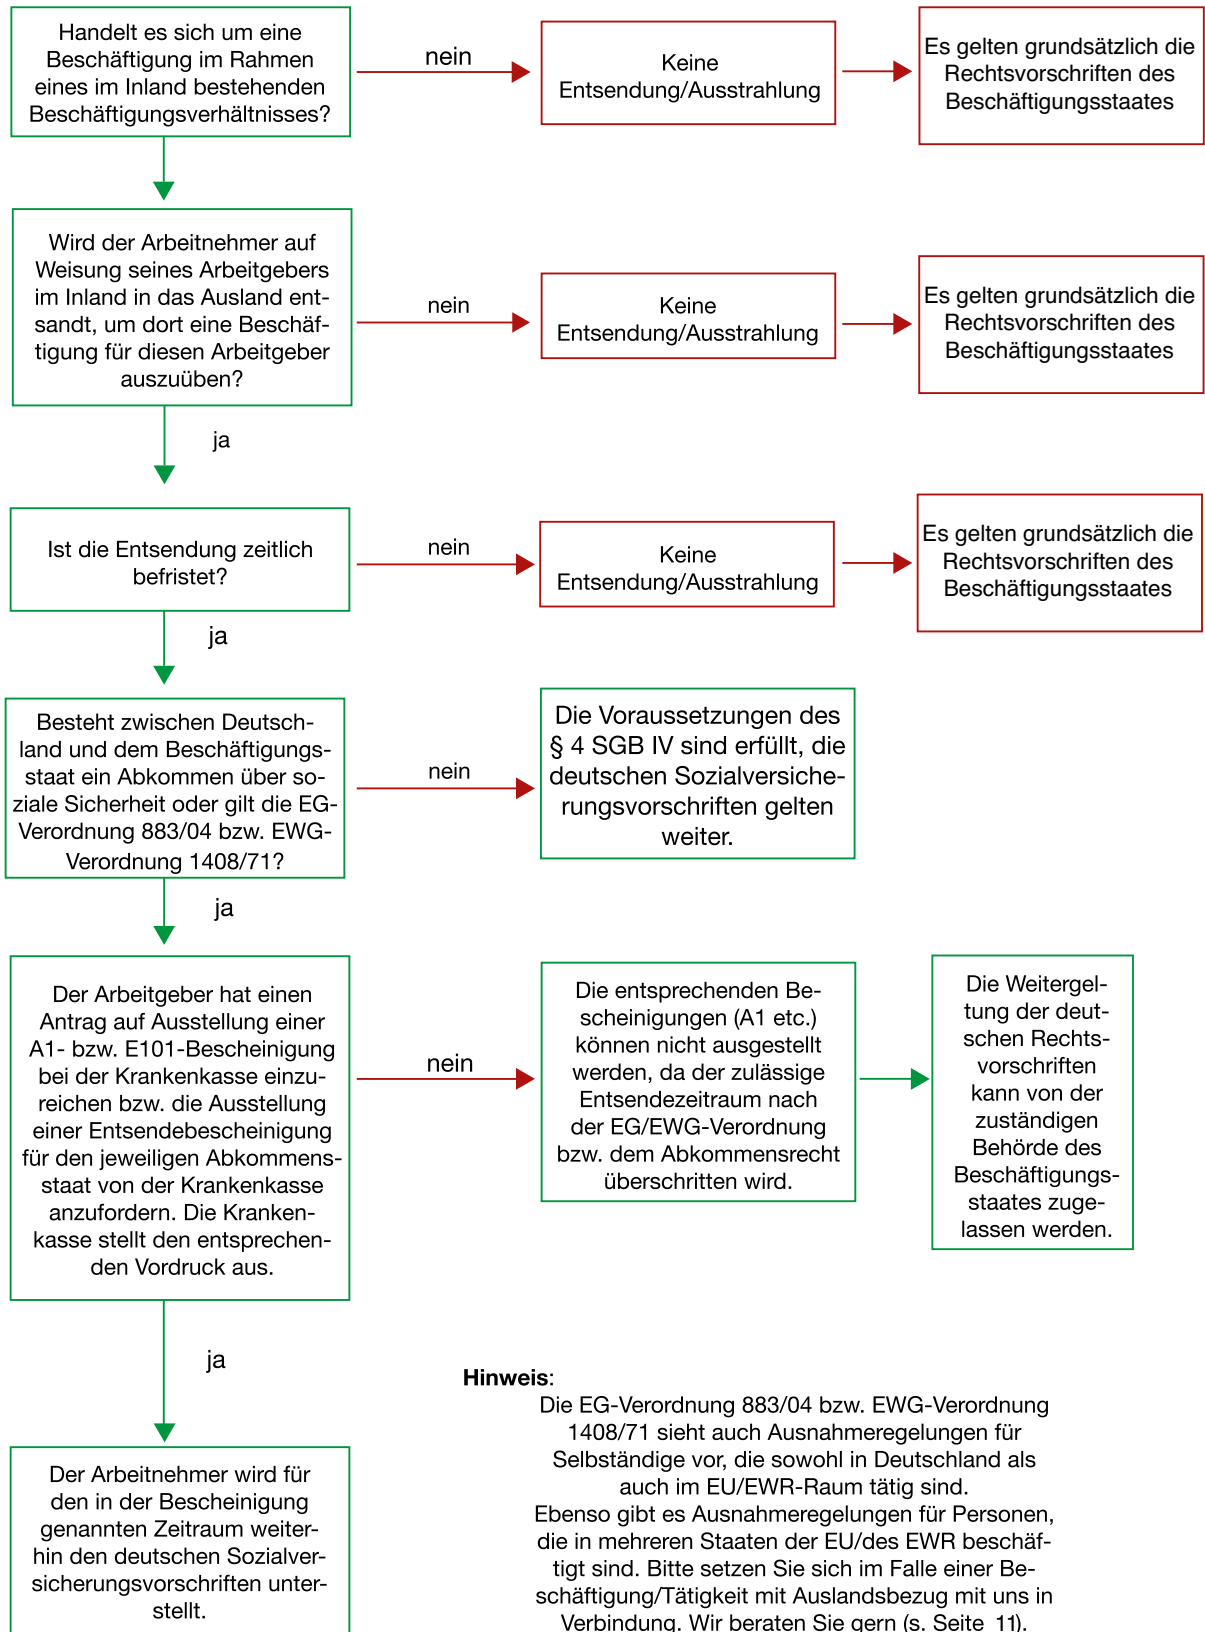 Handelt es sich um eine
Beschäftigung im Rahmen
eines im Inland bestehenden
Beschäftigungsverhältnisses?
nein
Keine
Entsendung/Ausstrahlung
Es gelten grundsätzlich die
Rechtsvorschriften des
Beschäftigungsstaates
Wird der Arbeitnehmer auf
Weisung seines Arbeitgebers
im Inland in das Ausland ent-
sandt, um dort eine Beschäf-
tigung für diesen Arbeitgeber
auszuüben?
nein
Keine
Entsendung/Ausstrahlung
Es gelten grundsätzlich die
Rechtsvorschriften des
Beschäftigungsstaates
ja
Ist die Entsendung zeitlich
befristet?
nein
Keine
Entsendung/Ausstrahlung
Es gelten grundsätzlich die
Rechtsvorschriften des
Beschäftigungsstaates
ja
Besteht zwischen Deutsch-
land und dem Beschäftigungs-
staat ein Abkommen über so-
ziale Sicherheit oder gilt die EG-
Verordnung 883/04 bzw. EWG-
Verordnung 1408/71?
nein
Die Voraussetzungen des
§ 4 SGB IV sind erfüllt, die
deutschen Sozialversiche-
rungsvorschriften gelten
weiter.
ja
Der Arbeitgeber hat einen
Antrag auf Ausstellung einer
A1- bzw. E101-Bescheinigung
bei der Krankenkasse einzu-
reichen bzw. die Ausstellung
einer Entsendebescheinigung
für den jeweiligen Abkommens-
staat von der Krankenkasse
anzufordern. Die Kranken-
kasse stellt den entsprechen-
den Vordruck aus.
nein
Die entsprechenden Be-
scheinigungen (A1 etc.)
können nicht ausgestellt
werden, da der zulässige
Entsendezeitraum nach
der EG/EWG-Verordnung
bzw. dem Abkommensrecht
überschritten wird.
Die Weitergel-
tung der deut-
schen Rechts-
vorschriften
kann von der
zuständigen
Behörde des
Beschäftigungs-
staates zuge-
lassen werden.
ja
Der Arbeitnehmer wird für
den in der Bescheinigung
genannten Zeitraum weiter-
hin den deutschen Sozialver-
sicherungsvorschriften unter-
stellt.
Hinweis:
Die EG-Verordnung 883/04 bzw. EWG-Verordnung
1408/71 sieht auch Ausnahmeregelungen für
Selbständige vor, die sowohl in Deutschland als
auch im EU/EWR-Raum tätig sind.
Ebenso gibt es Ausnahmeregelungen für Personen,
die in mehreren Staaten der EU/des EWR beschäf-
tigt sind. Bitte setzen Sie sich im Falle einer Be-
schäftigung/Tätigkeit mit Auslandsbezug mit uns in
Verbindung. Wir beraten Sie gern (s. Seite 11).